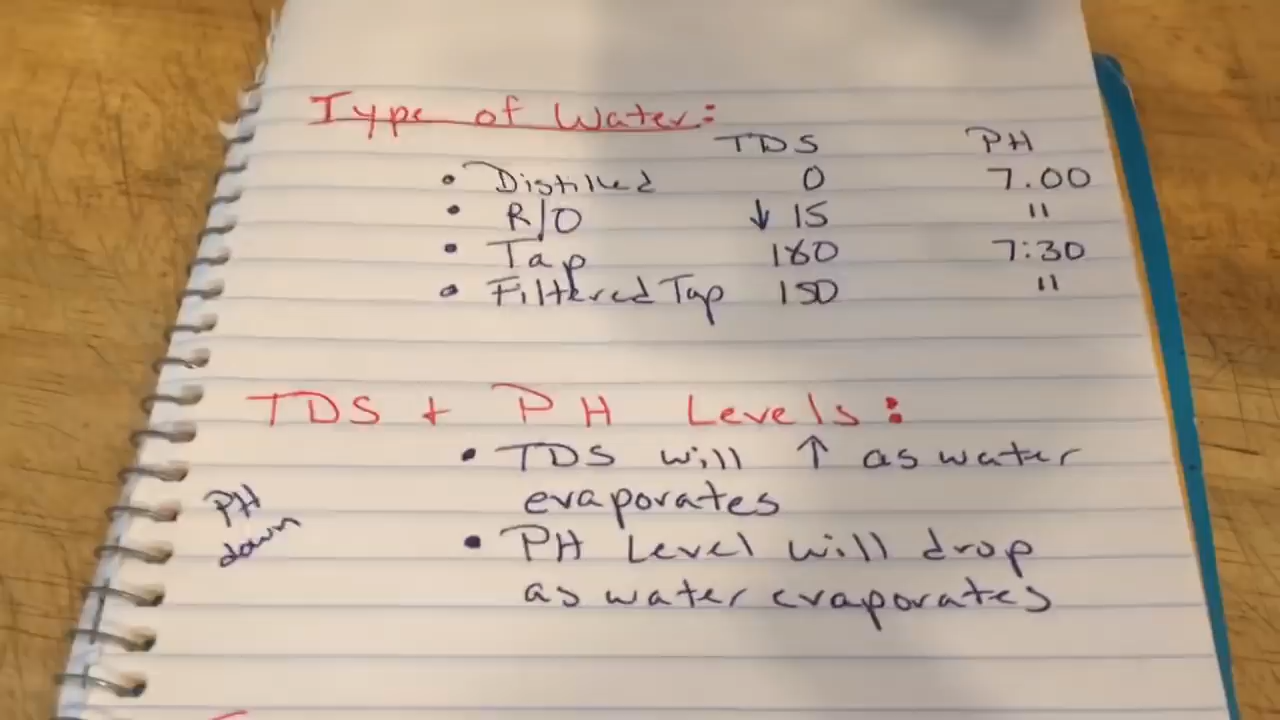 Type of Water:
TDS PH
• Distilled 0 7.00
• R/O ↓ 15 "
• Tap 180 7:30
• Filtered Tap 150 "
TDS + PH Levels:
• TDS will ↑ as water
evaporates
PH
down
• PH Level will drop
as water evaporates